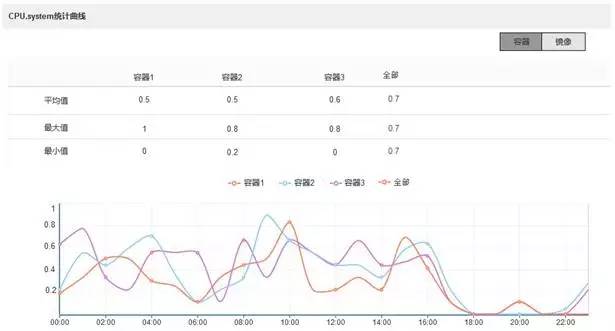 CPU.system统计曲线
容器 镜像
容器1 容器2 容器3 全部
平均值 0.5 0.5 0.6 0.7
最大值 1 0.8 0.8 0.7
最小值 0 0.2 0 0.7
容器1 容器2 容器3 全部
1
0.8
0.6
0.4
0.2
00:00 02:00 04:00 06:00 08:00 10:00 12:00 14:00 16:00 18:00 20:00 22:00